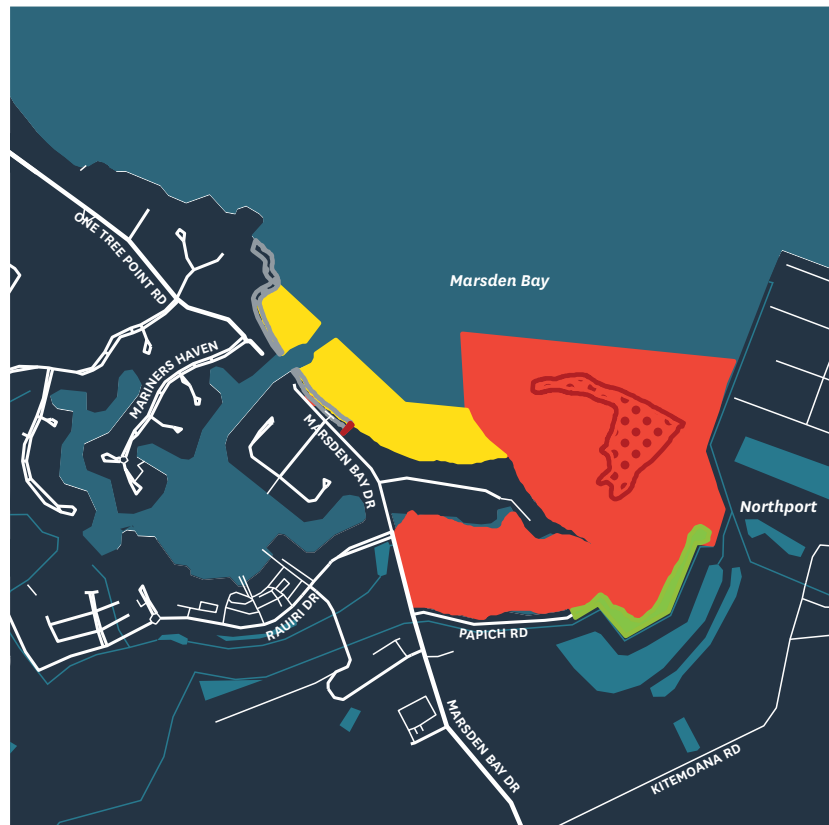 ONE TREE POINT RD
Marsden Bay
MARINERS HAVEN
MARSDEN BAY DR
Northport
RAUIRI DR
PAPICH RD
MARSDEN BAY DR
KITEMOANA RD